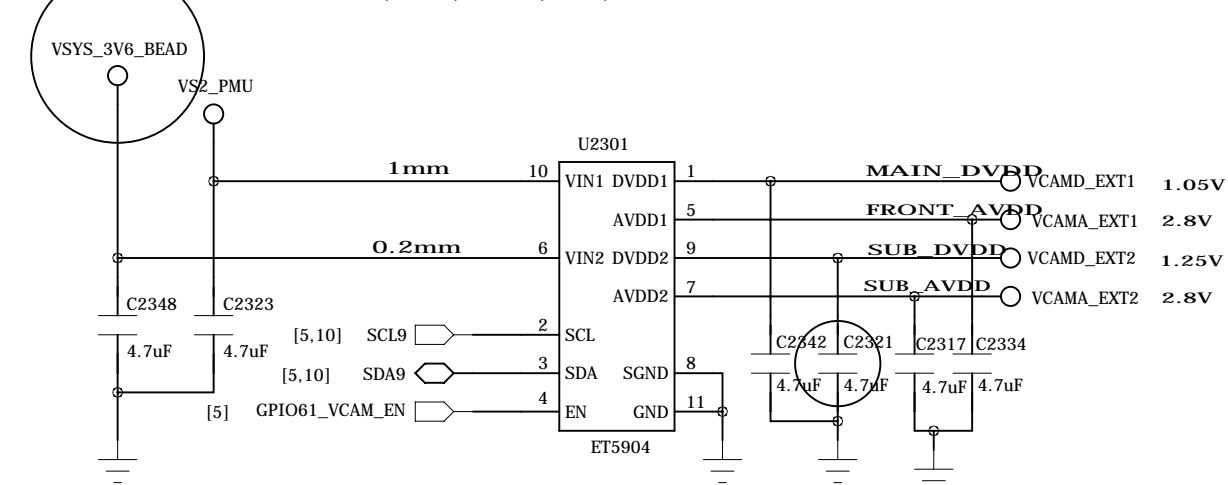 VSYS_3V6_BEAD
VS2_PMU
U2301
1mm 10 VIN1 DVDD1 1 MAIN_DVDD VCAMD_EXT1 1.05V
AVDD1 5 FRONT_AVDD VCAMA_EXT1 2.8V
0.2mm 6 VIN2 DVDD2 9 SUB_DVDD VCAMD_EXT2 1.25V
AVDD2 7 SUB_AVDD VCAMA_EXT2 2.8V
C2348 C2323
4.7uF 4.7uF
[5,10] SCL9 2 SCL
[5,10] SDA9 3 SDA SGND 8
[5] GPIO61_VCAM_EN 4 EN GND 11
ET5904
C2342 C2321 C2317 C2334
4.7uF 4.7uF 4.7uF 4.7uF